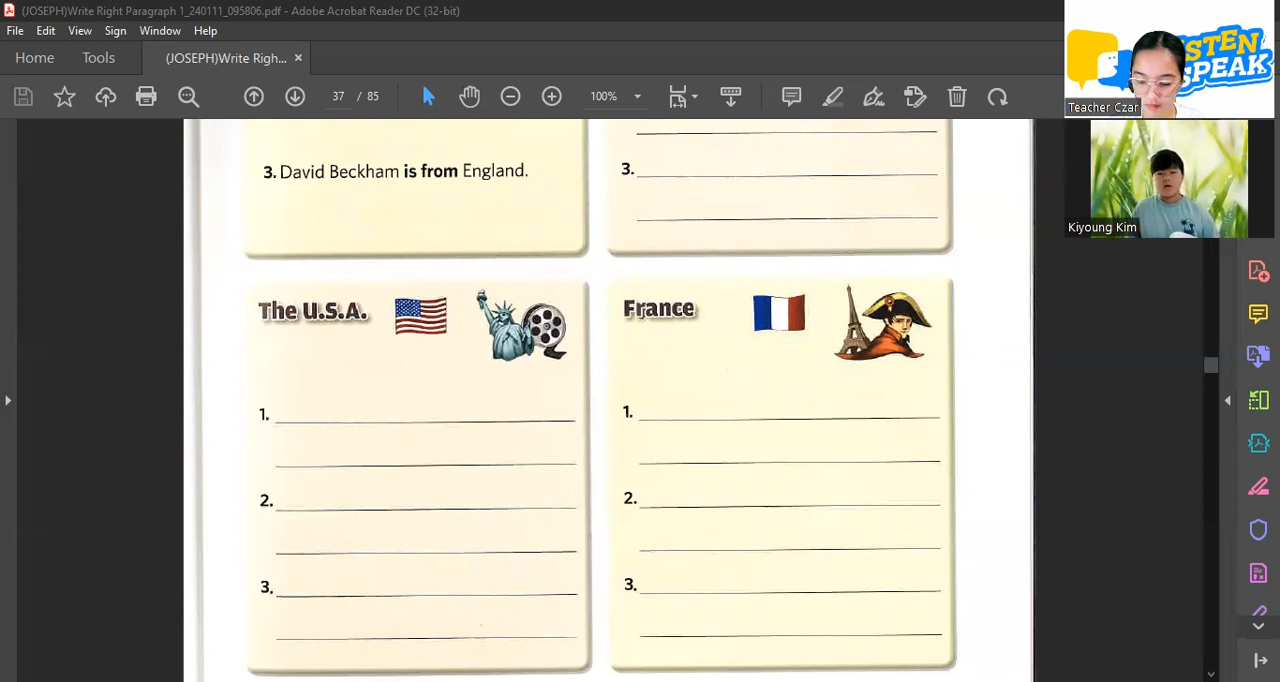 (JOSEPH)Write Right Paragraph 1_240111_095806.pdf - Adobe Acrobat Reader DC (32-bit)
File Edit View Sign Window Help
Home Tools (JOSEPH)Write Righ... ×
37 / 85 100%
STEN
SPEAK
Teacher Czar
Kiyoung Kim
3. David Beckham is from England.
3.
The U.S.A.
1.
2.
3.
France
1.
2.
3.